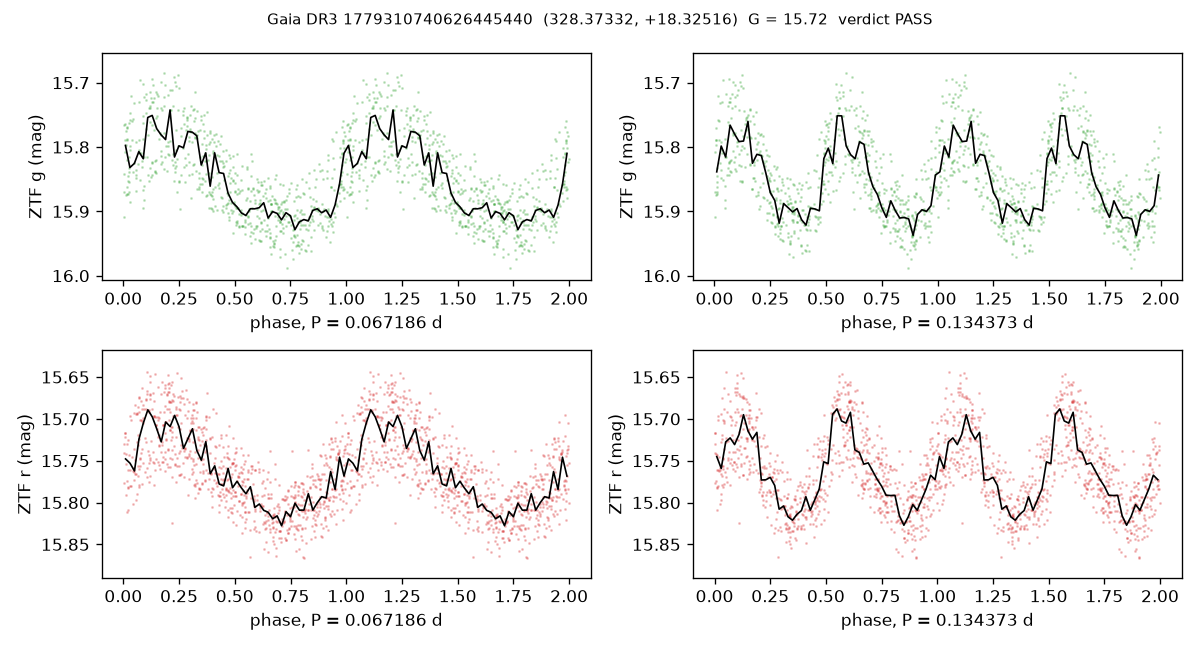 Gaia DR3 1779310740626445440  (328.37332, +18.32516)  G = 15.72  verdict PASS
ZTF g (mag)
15.7
15.8
15.9
16.0
0.00 0.25 0.50 0.75 1.00 1.25 1.50 1.75 2.00
phase, P = 0.067186 d
ZTF g (mag)
15.7
15.8
15.9
16.0
0.00 0.25 0.50 0.75 1.00 1.25 1.50 1.75 2.00
phase, P = 0.134373 d
ZTF r (mag)
15.65
15.70
15.75
15.80
15.85
0.00 0.25 0.50 0.75 1.00 1.25 1.50 1.75 2.00
phase, P = 0.067186 d
ZTF r (mag)
15.65
15.70
15.75
15.80
15.85
0.00 0.25 0.50 0.75 1.00 1.25 1.50 1.75 2.00
phase, P = 0.134373 d